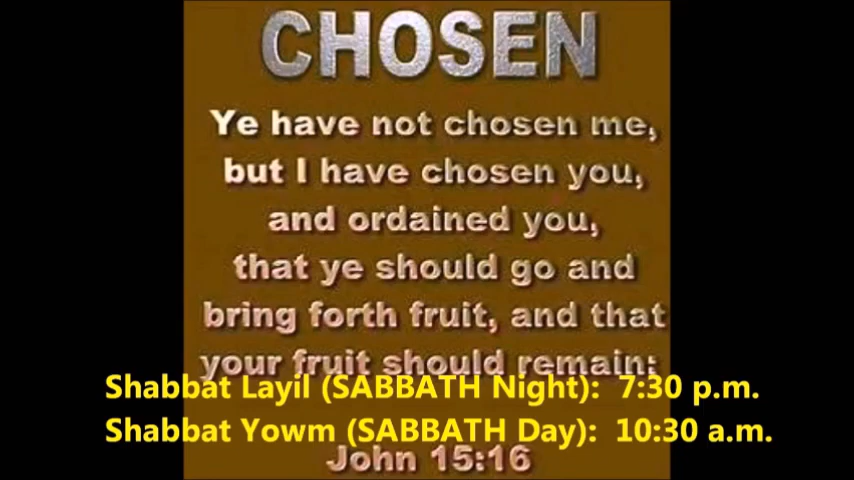 CHOSEN
Ye have not chosen me,
but I have chosen you,
and ordained you,
that ye should go and
bring forth fruit, and that
your fruit should remain:
Shabbat Layil (SABBATH Night):  7:30 p.m.
Shabbat Yowm (SABBATH Day):  10:30 a.m.
John 15:16